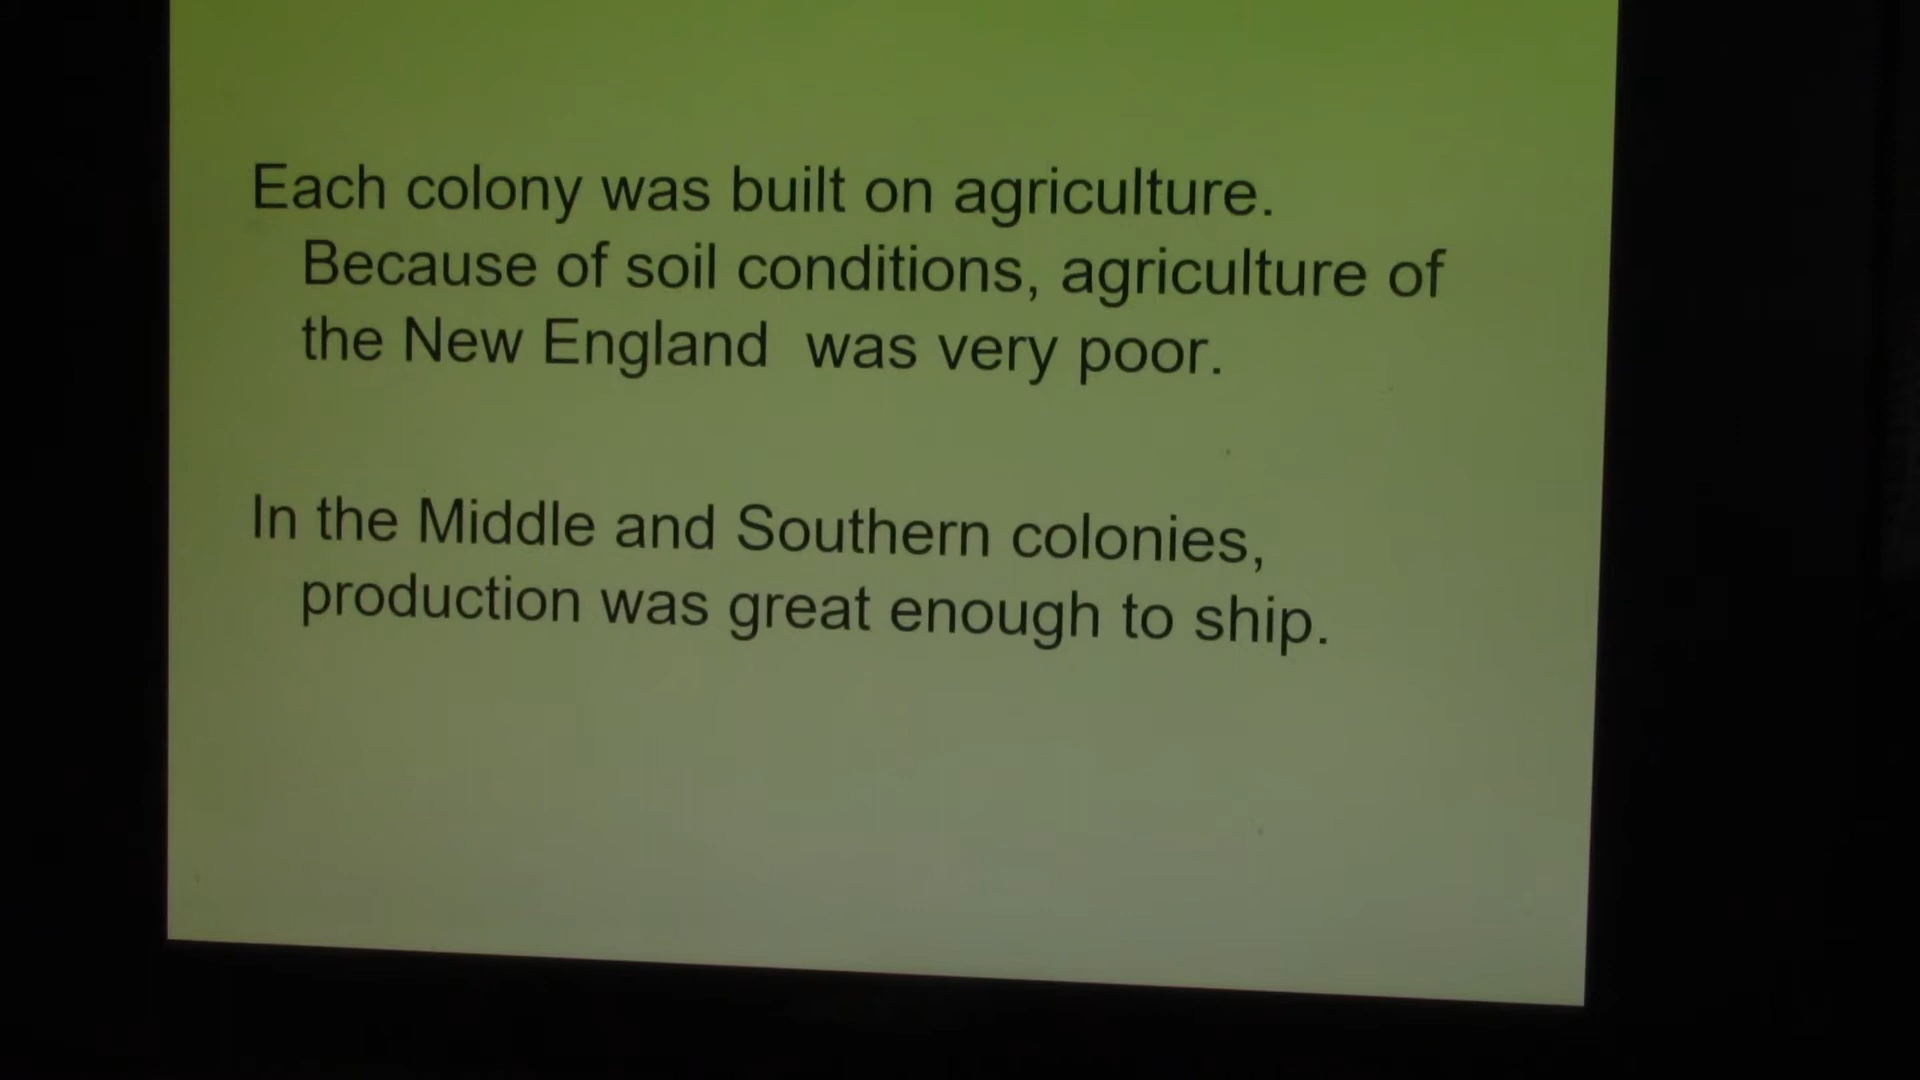 Each colony was built on agriculture.
Because of soil conditions, agriculture of
the New England  was very poor.
In the Middle and Southern colonies,
production was great enough to ship.